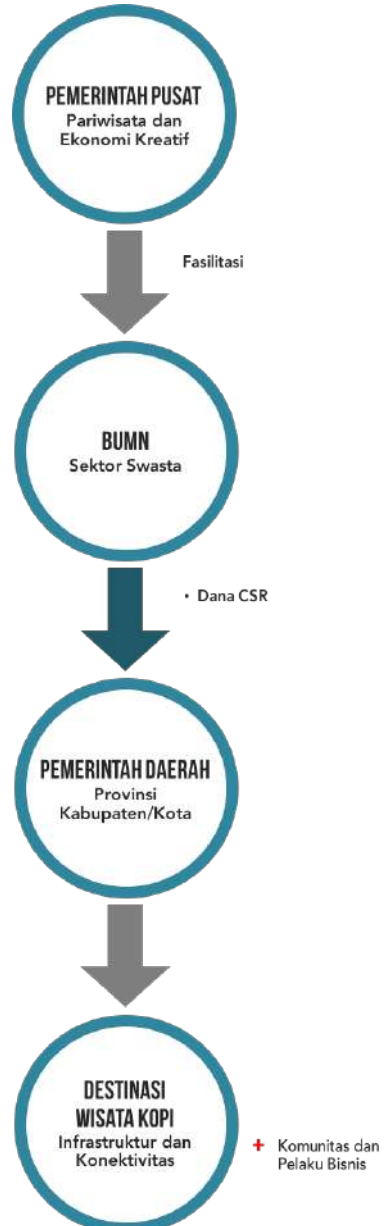 PEMERINTAH PUSAT
Pariwisata dan
Ekonomi Kreatif
Fasilitasi
BUMN
Sektor Swasta
• Dana CSR
PEMERINTAH DAERAH
Provinsi
Kabupaten/Kota
DESTINASI
WISATA KOPI
Infrastruktur dan
Konektivitas
+ Komunitas dan
Pelaku Bisnis